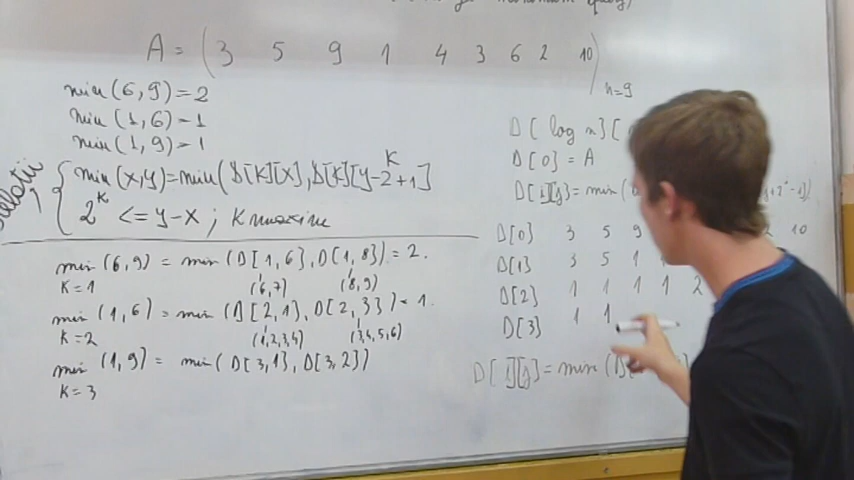 A = ( 3 5 9 1 4 3 6 2 10 ) n=9
min (6, 9) = 2
min (1, 6) = 1
min (1, 9) = 1
min (x,y)=min(D[K][x], D[K][y-2^K+1]
2^K <= y-x ; K maxim
min (6, 9) = min (D[1, 6], D[1, 8]) = 2.
K=1 (6,7) (8,9)
min (1, 6) = min (D[2, 1], D[2, 3]) = 1.
K=2 (1,2,3,4) (3,4,5,6)
min (1, 9) = min( D[3,1], D[3,2])
K=3
D[ log n][
D[0] = A
D[i][y] = min(
D[0] 3 5 9 10
D[1] 3 5 1
D[2] 1 1 1 1 2
D[3] 1 1
D[i][y] = min (D[